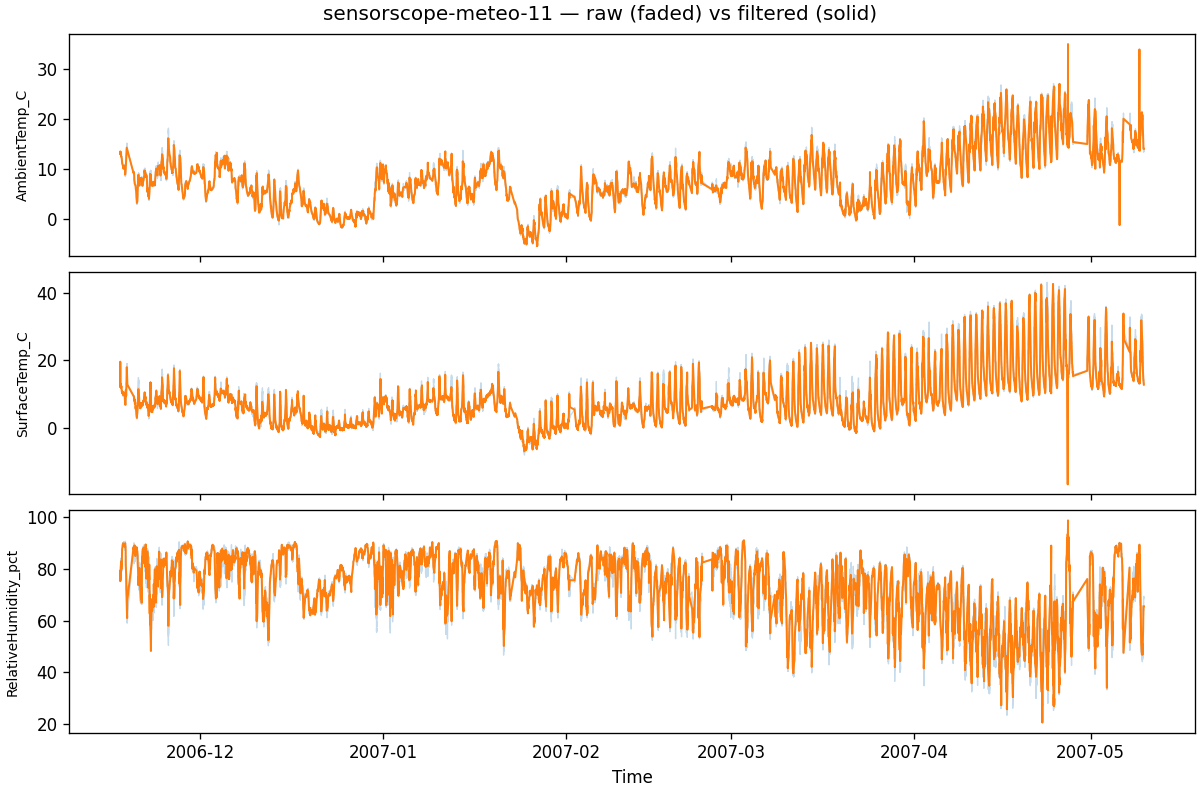 sensorscope-meteo-11 — raw (faded) vs filtered (solid)
AmbientTemp_C
30
20
10
0
SurfaceTemp_C
40
20
0
RelativeHumidity_pct
100
80
60
40
20
2006-12 2007-01 2007-02 2007-03 2007-04 2007-05
Time